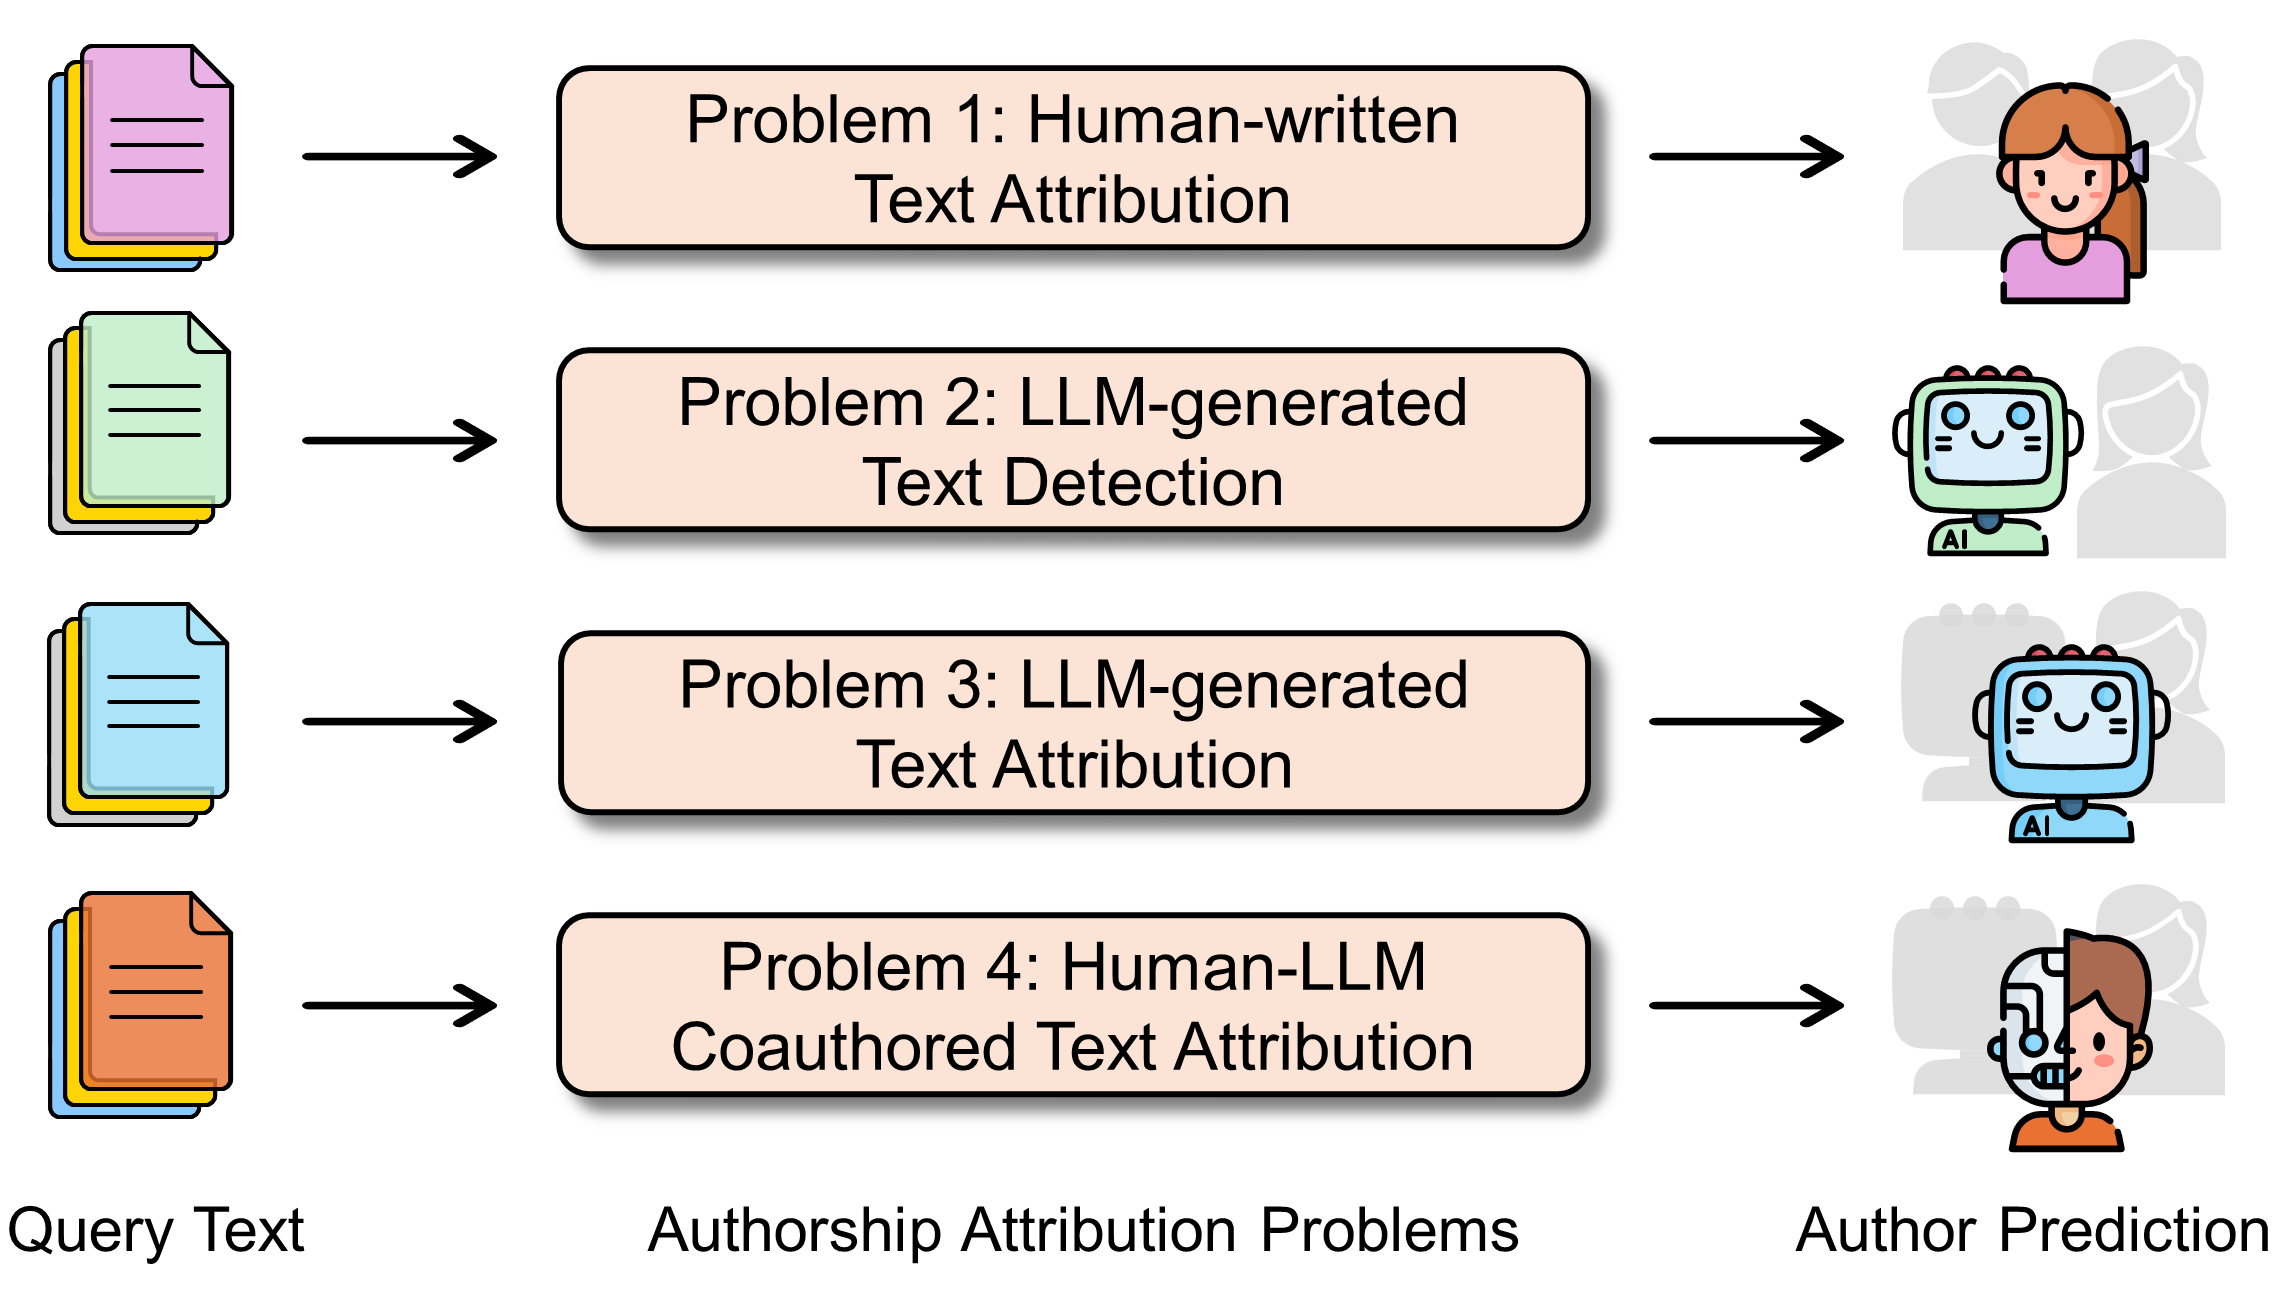 Problem 1: Human-written
Text Attribution
Problem 2: LLM-generated
Text Detection
AI
Problem 3: LLM-generated
Text Attribution
AI
Problem 4: Human-LLM
Coauthored Text Attribution
Query Text
Authorship Attribution Problems
Author Prediction